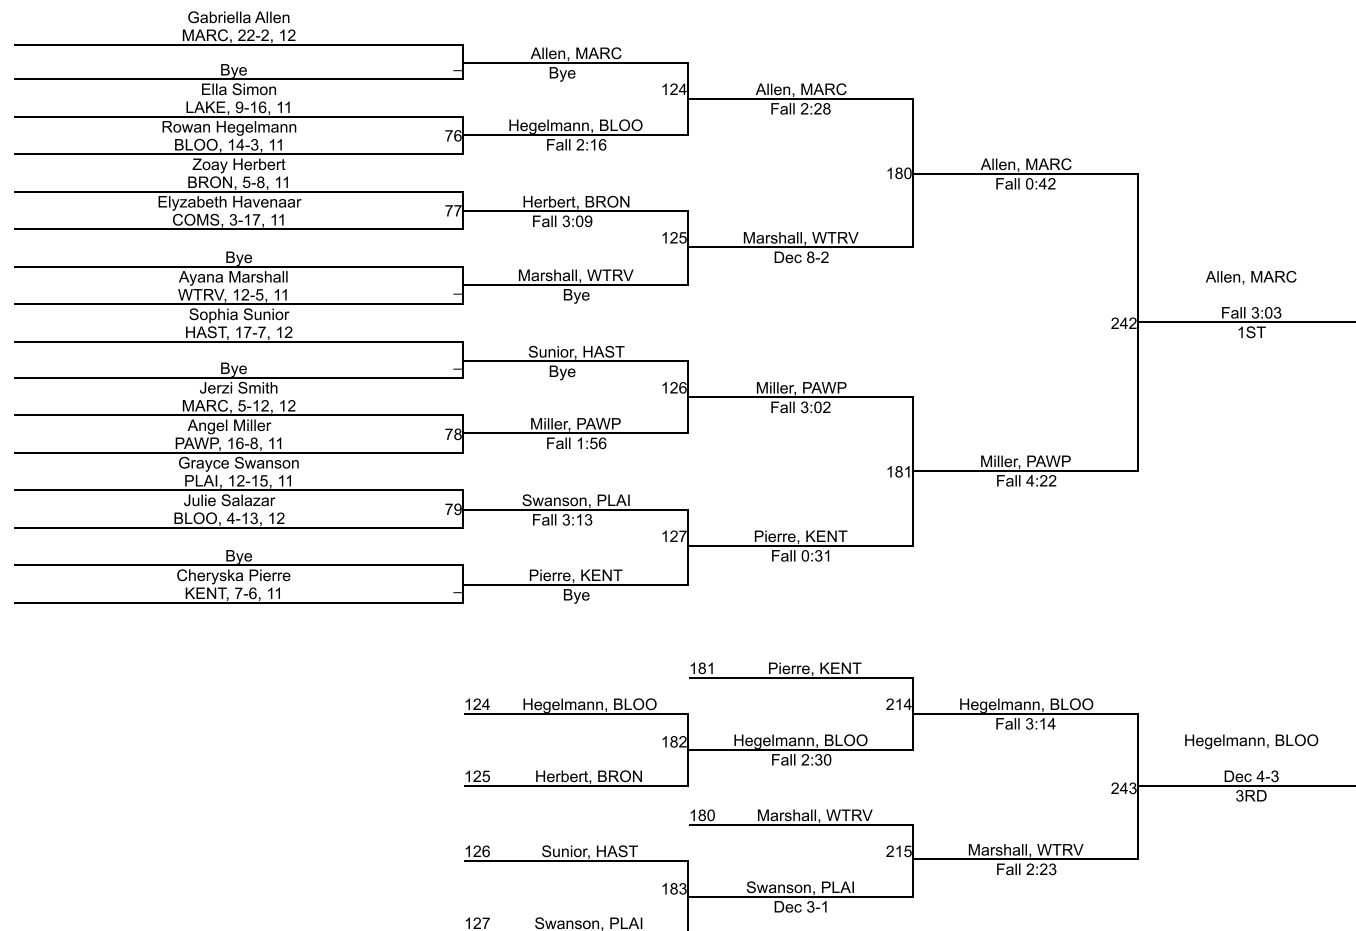 Gabriella Allen
MARC, 22-2, 12
Bye
–
Ella Simon
LAKE, 9-16, 11
Rowan Hegelmann
BLOO, 14-3, 11
76
Zoay Herbert
BRON, 5-8, 11
Elyzabeth Havenaar
COMS, 3-17, 11
77
Bye
Ayana Marshall
WTRV, 12-5, 11
–
Sophia Sunior
HAST, 17-7, 12
Bye
–
Jerzi Smith
MARC, 5-12, 12
Angel Miller
PAWP, 16-8, 11
78
Grayce Swanson
PLAI, 12-15, 11
Julie Salazar
BLOO, 4-13, 12
79
Bye
Cheryska Pierre
KENT, 7-6, 11
–
Allen, MARC
Bye
124
Hegelmann, BLOO
Fall 2:16
Herbert, BRON
Fall 3:09
125
Marshall, WTRV
Bye
Sunior, HAST
Bye
126
Miller, PAWP
Fall 1:56
Swanson, PLAI
Fall 3:13
127
Pierre, KENT
Bye
Allen, MARC
Fall 2:28
180
Marshall, WTRV
Dec 8-2
Miller, PAWP
Fall 3:02
181
Pierre, KENT
Fall 0:31
Allen, MARC
Fall 0:42
242
Miller, PAWP
Fall 4:22
Allen, MARC
Fall 3:03
1ST
124 Hegelmann, BLOO
182
125 Herbert, BRON
126 Sunior, HAST
183
127 Swanson, PLAI
181 Pierre, KENT
214
Hegelmann, BLOO
Fall 2:30
180 Marshall, WTRV
215
Swanson, PLAI
Dec 3-1
Hegelmann, BLOO
Fall 3:14
243
Marshall, WTRV
Fall 2:23
Hegelmann, BLOO
Dec 4-3
3RD